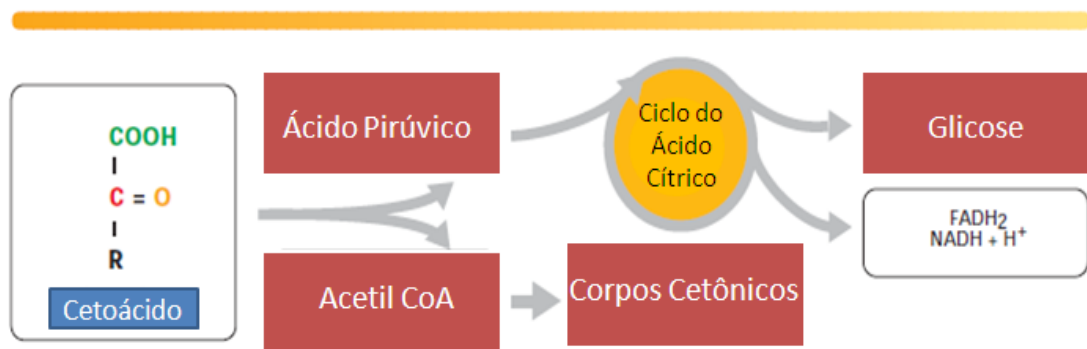 COOH
I
C = O
I
R
Cetoácido
Ácido Pirúvico
Acetil CoA
Ciclo do
Ácido
Cítrico
Corpos Cetônicos
Glicose
FADH2
NADH + H+